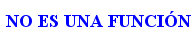 NO ES UNA FUNCIÓN